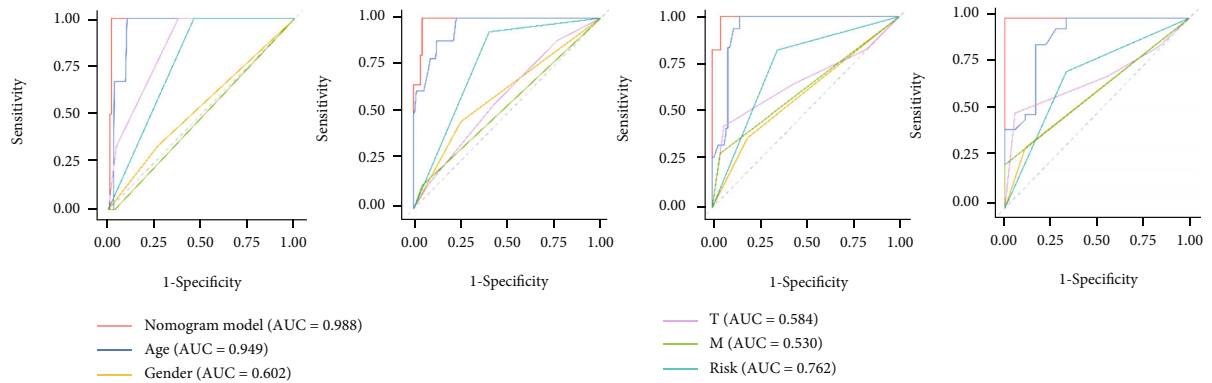 1.00
0.75
0.50
0.25
0.00
Sensitivity
0.00 0.25 0.50 0.75 1.00
1-Specificity
1.00
0.75
0.50
0.25
0.00
Sensitivity
0.00 0.25 0.50 0.75 1.00
1-Specificity
1.00
0.75
0.50
0.25
0.00
Sensitivity
0.00 0.25 0.50 0.75 1.00
1-Specificity
1.00
0.75
0.50
0.25
0.00
Sensitivity
0.00 0.25 0.50 0.75 1.00
1-Specificity
Nomogram model (AUC = 0.988)
Age (AUC = 0.949)
Gender (AUC = 0.602)
T (AUC = 0.584)
M (AUC = 0.530)
Risk (AUC = 0.762)